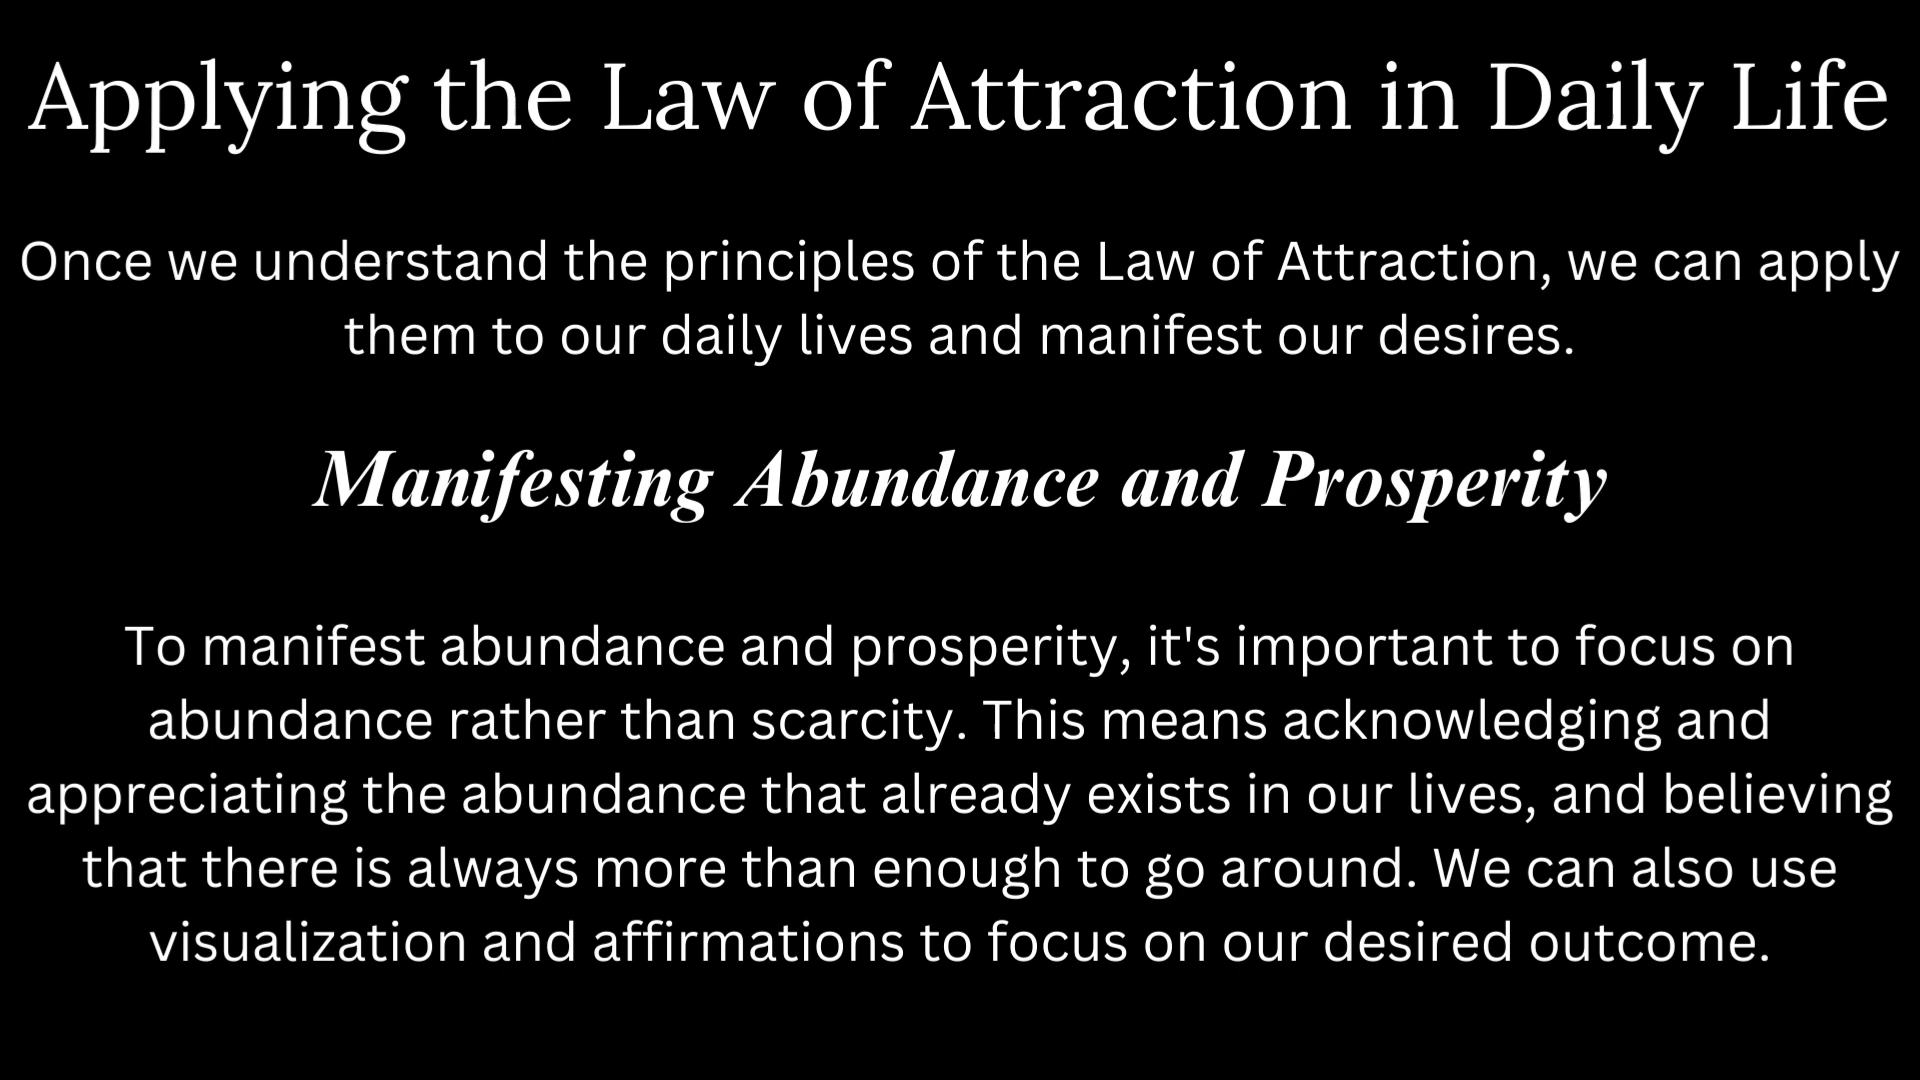 Applying the Law of Attraction in Daily Life
Once we understand the principles of the Law of Attraction, we can apply
them to our daily lives and manifest our desires.
Manifesting Abundance and Prosperity
To manifest abundance and prosperity, it's important to focus on
abundance rather than scarcity. This means acknowledging and
appreciating the abundance that already exists in our lives, and believing
that there is always more than enough to go around. We can also use
visualization and affirmations to focus on our desired outcome.